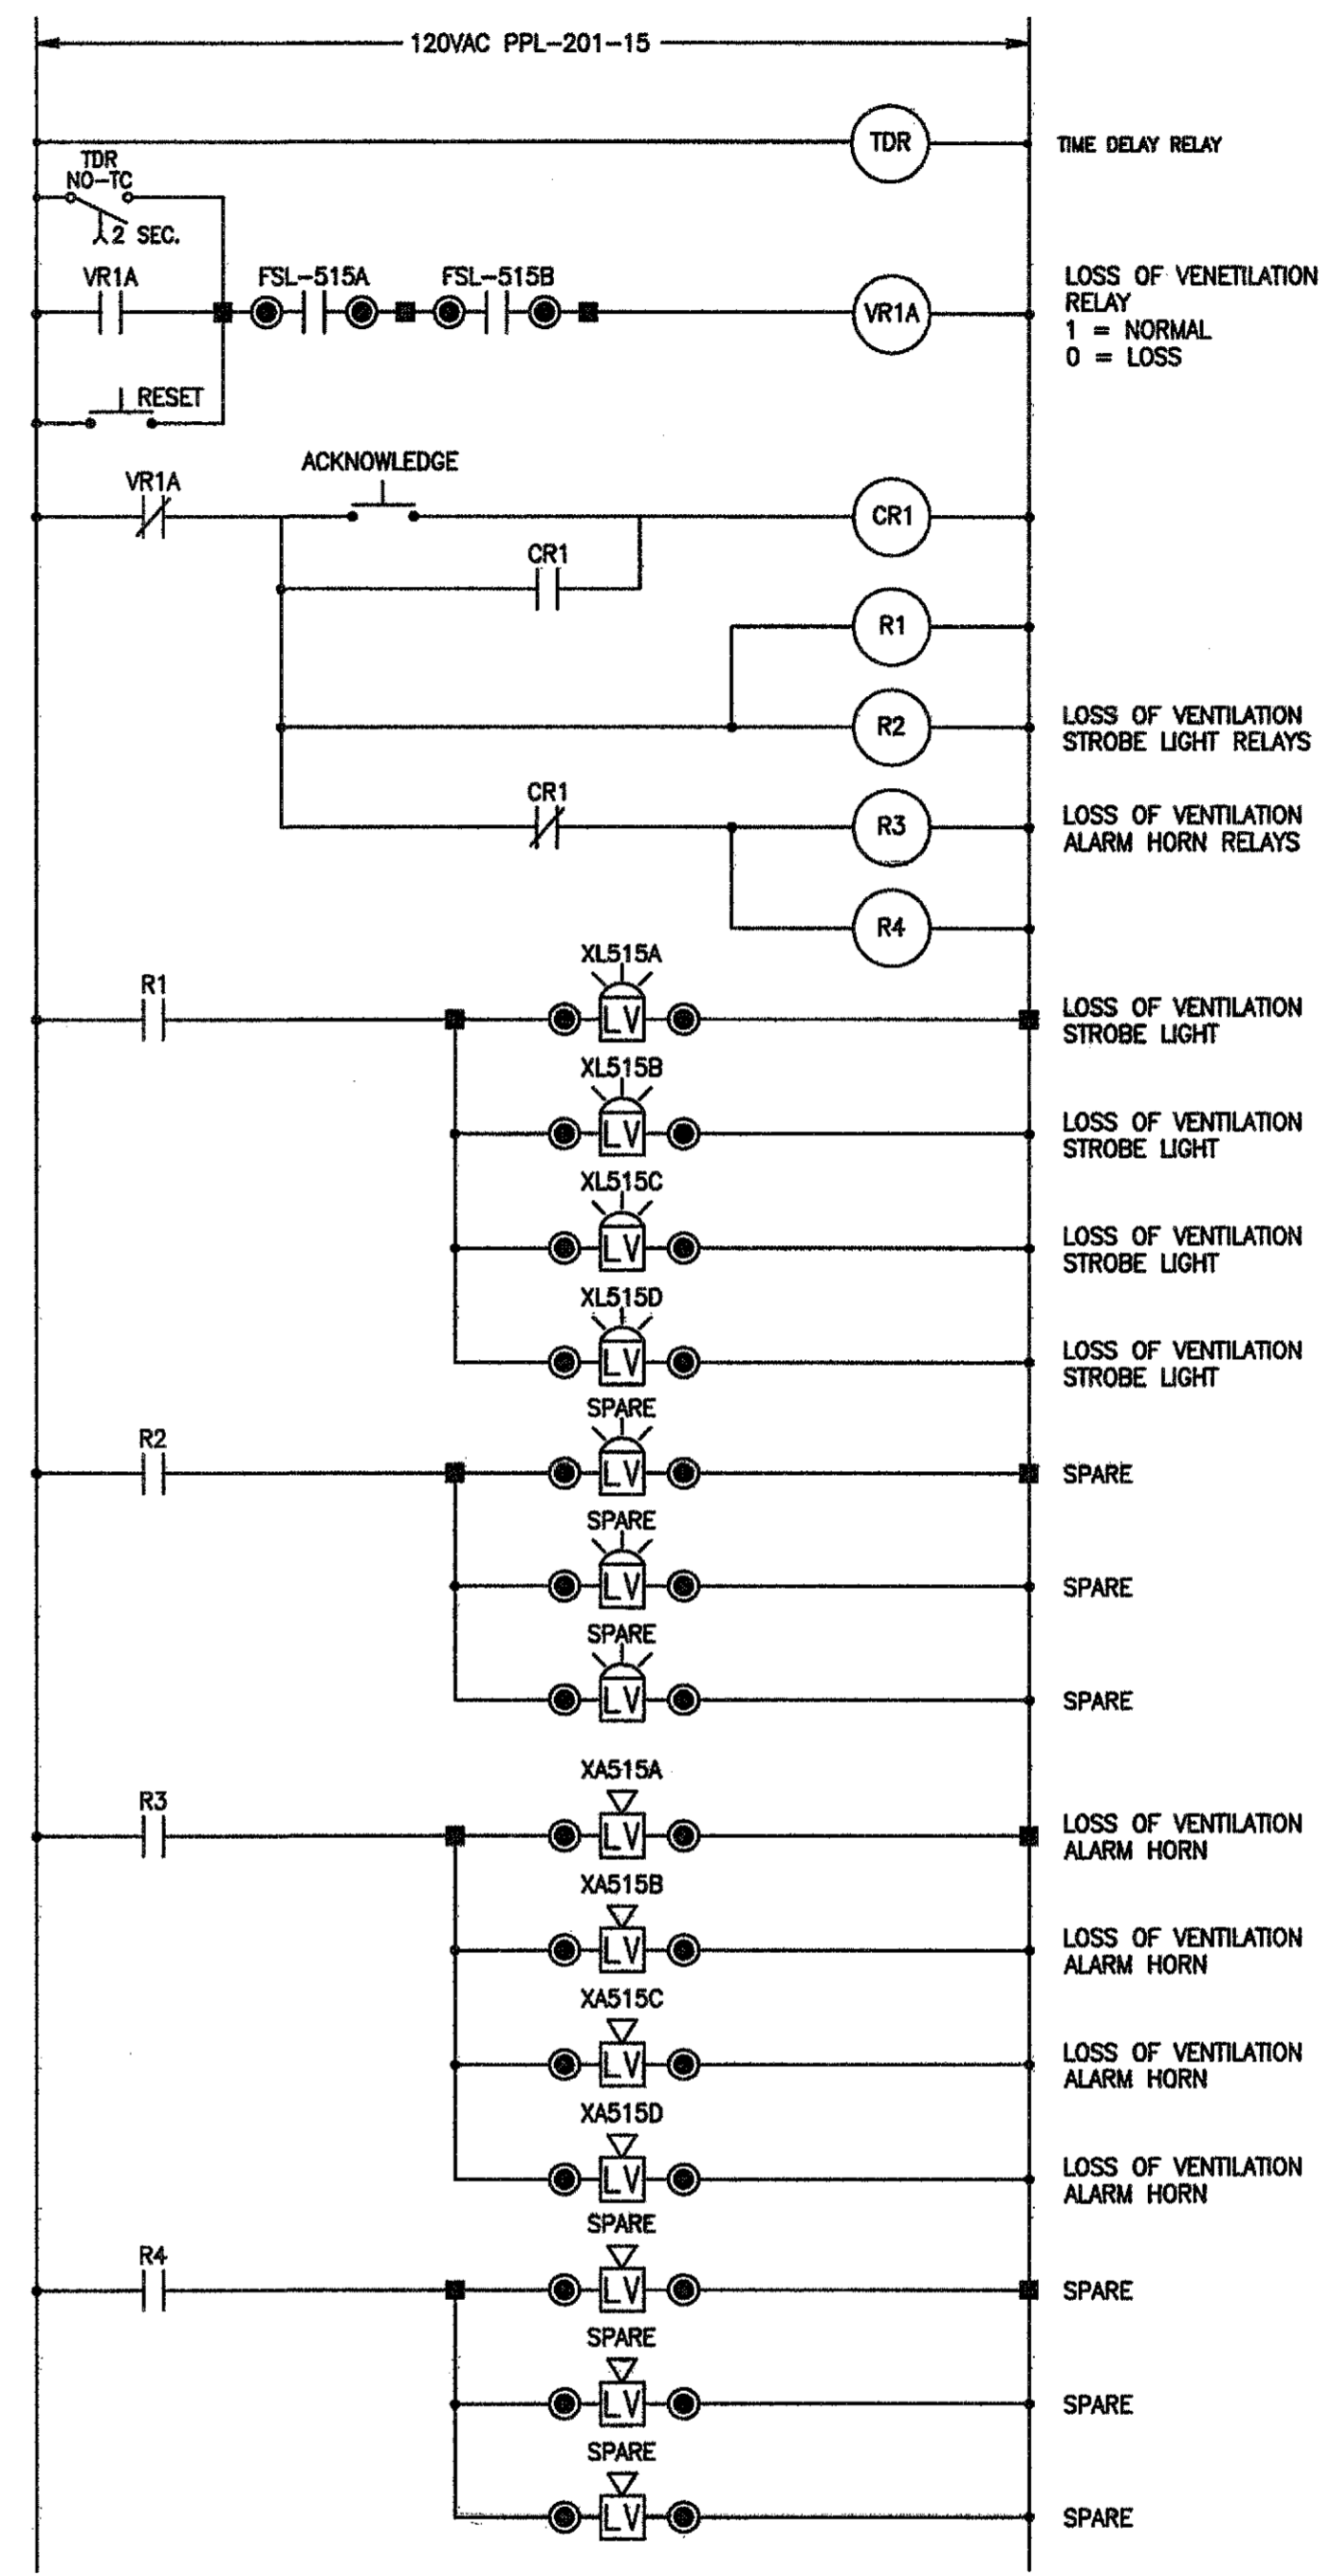 120VAC PPL-201-15
TDR
TIME DELAY RELAY
TDR
NO-TC
2 SEC.
VR1A
FSL-515A
FSL-515B
VR1A
LOSS OF VENETILATION
RELAY
1 = NORMAL
0 = LOSS
RESET
VR1A
ACKNOWLEDGE
CR1
CR1
R1
R2
LOSS OF VENTILATION
STROBE LIGHT RELAYS
CR1
R3
LOSS OF VENTILATION
ALARM HORN RELAYS
R4
R1
XL515A
LV
LOSS OF VENTILATION
STROBE LIGHT
XL515B
LV
LOSS OF VENTILATION
STROBE LIGHT
XL515C
LV
LOSS OF VENTILATION
STROBE LIGHT
XL515D
LV
LOSS OF VENTILATION
STROBE LIGHT
R2
SPARE
LV
SPARE
SPARE
LV
SPARE
SPARE
LV
SPARE
R3
XA515A
LV
LOSS OF VENTILATION
ALARM HORN
XA515B
LV
LOSS OF VENTILATION
ALARM HORN
XA515C
LV
LOSS OF VENTILATION
ALARM HORN
XA515D
LV
LOSS OF VENTILATION
ALARM HORN
R4
SPARE
LV
SPARE
SPARE
LV
SPARE
SPARE
LV
SPARE